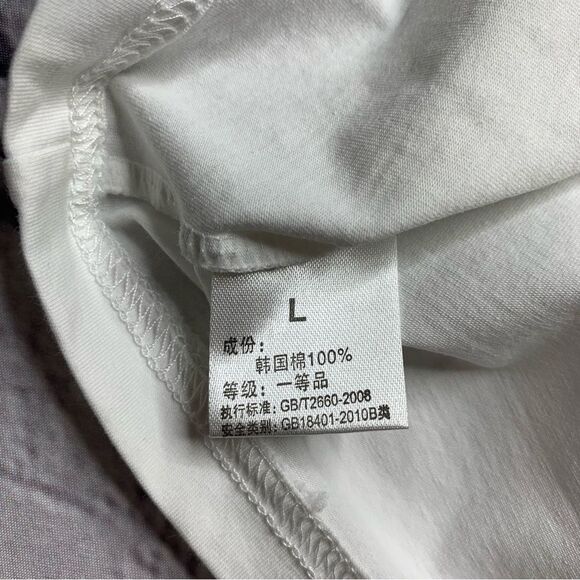 L
成份：
韩国棉100%
等级：一等品
执行标准：GB/T2660-2008
安全类别：GB18401-2010B类